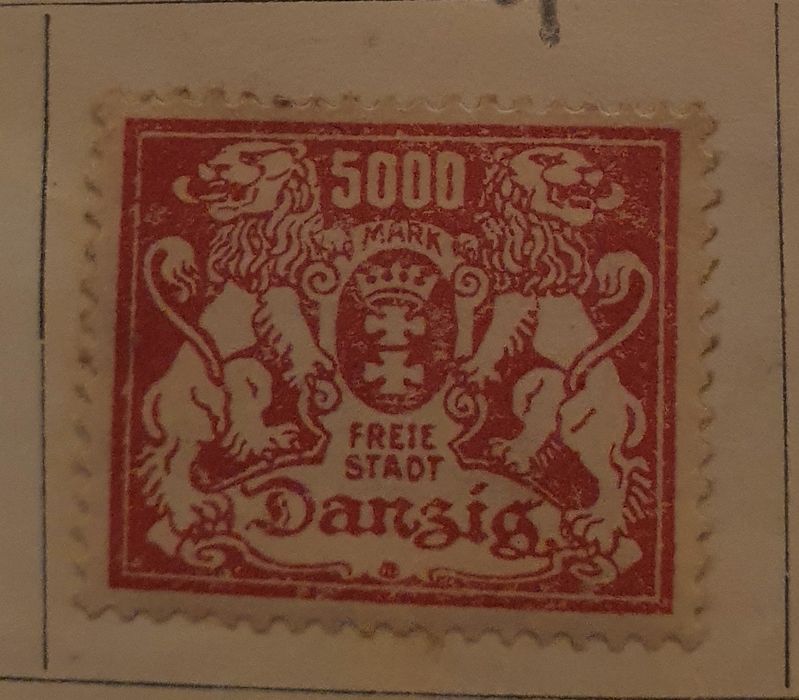 5000
MARK
FREIE
STADT
Danzig